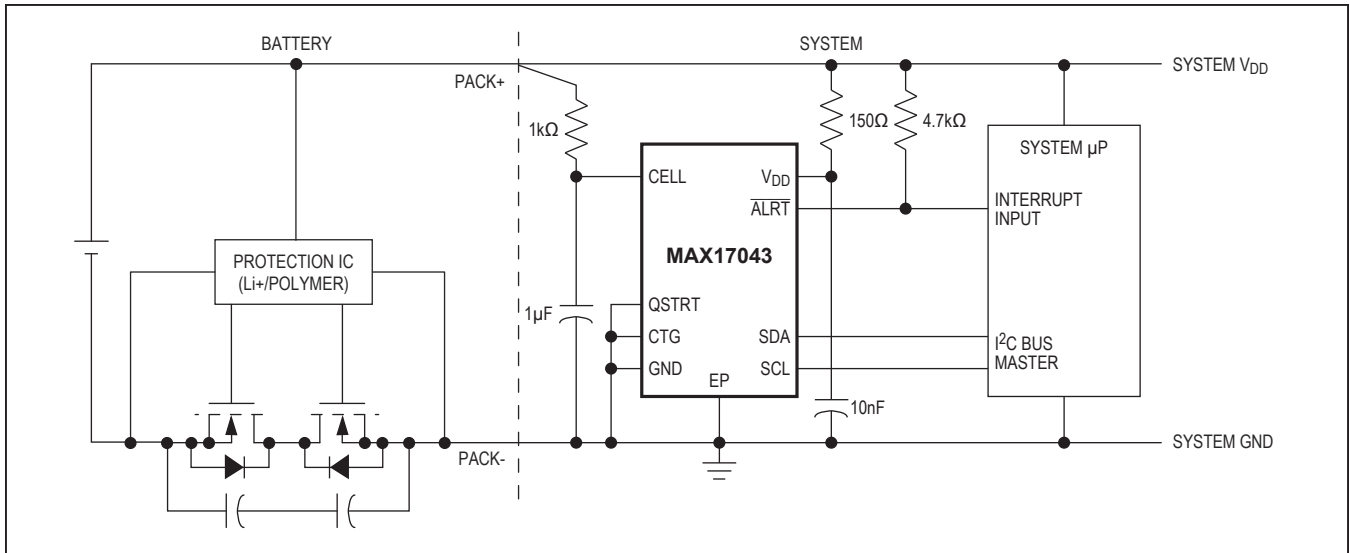 BATTERY
SYSTEM
PACK+
SYSTEM VDD
1kΩ
150Ω
4.7kΩ
SYSTEM µP
CELL
VDD
ALRT
INTERRUPT
INPUT
MAX17043
PROTECTION IC
(Li+/POLYMER)
1µF
QSTRT
CTG
GND
SDA
SCL
EP
I2C BUS
MASTER
10nF
PACK-
SYSTEM GND